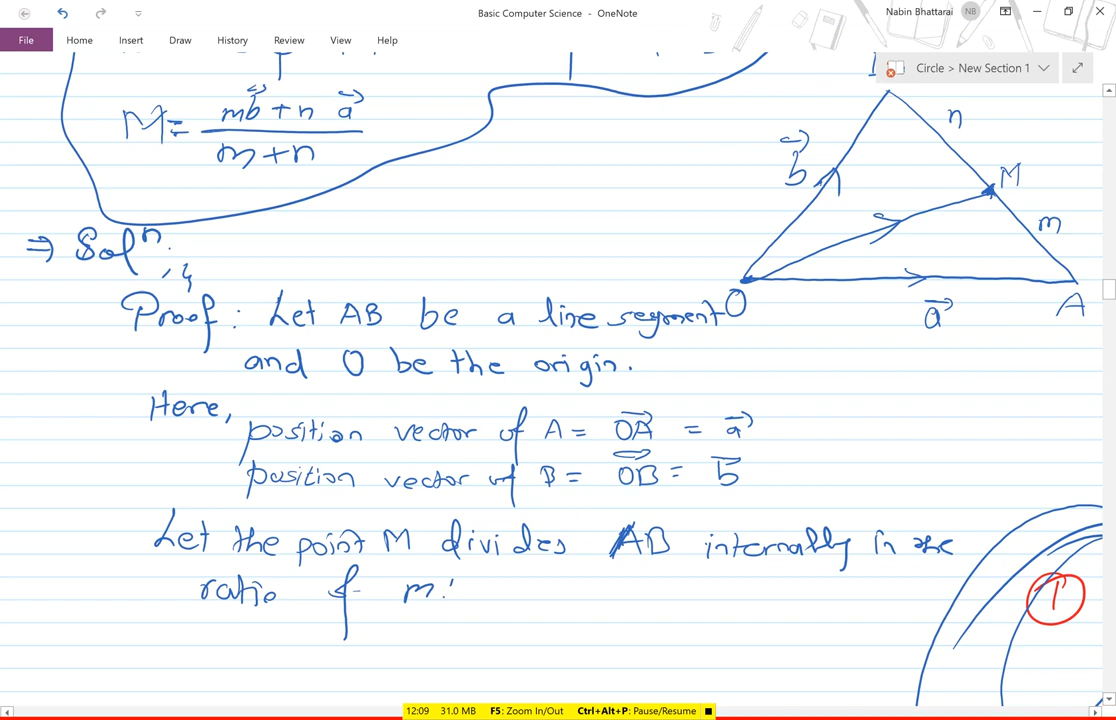 Basic Computer Science - OneNote
Nabin Bhattarai NB
File Home Insert Draw History Review View Help
Circle > New Section 1
M = (mb⃗ + n a⃗) / (m + n)
n
b⃗
M
m
O
a⃗
A
⇒ Solⁿ:
Proof: Let AB be a line segment
and O be the origin.
Here,
position vector of A = OA⃗ = a⃗
position vector of B = OB⃗ = b⃗
Let the point M divides AB internally in the
ratio of m:
1
12:09 31.0 MB F5: Zoom In/Out Ctrl+Alt+P: Pause/Resume